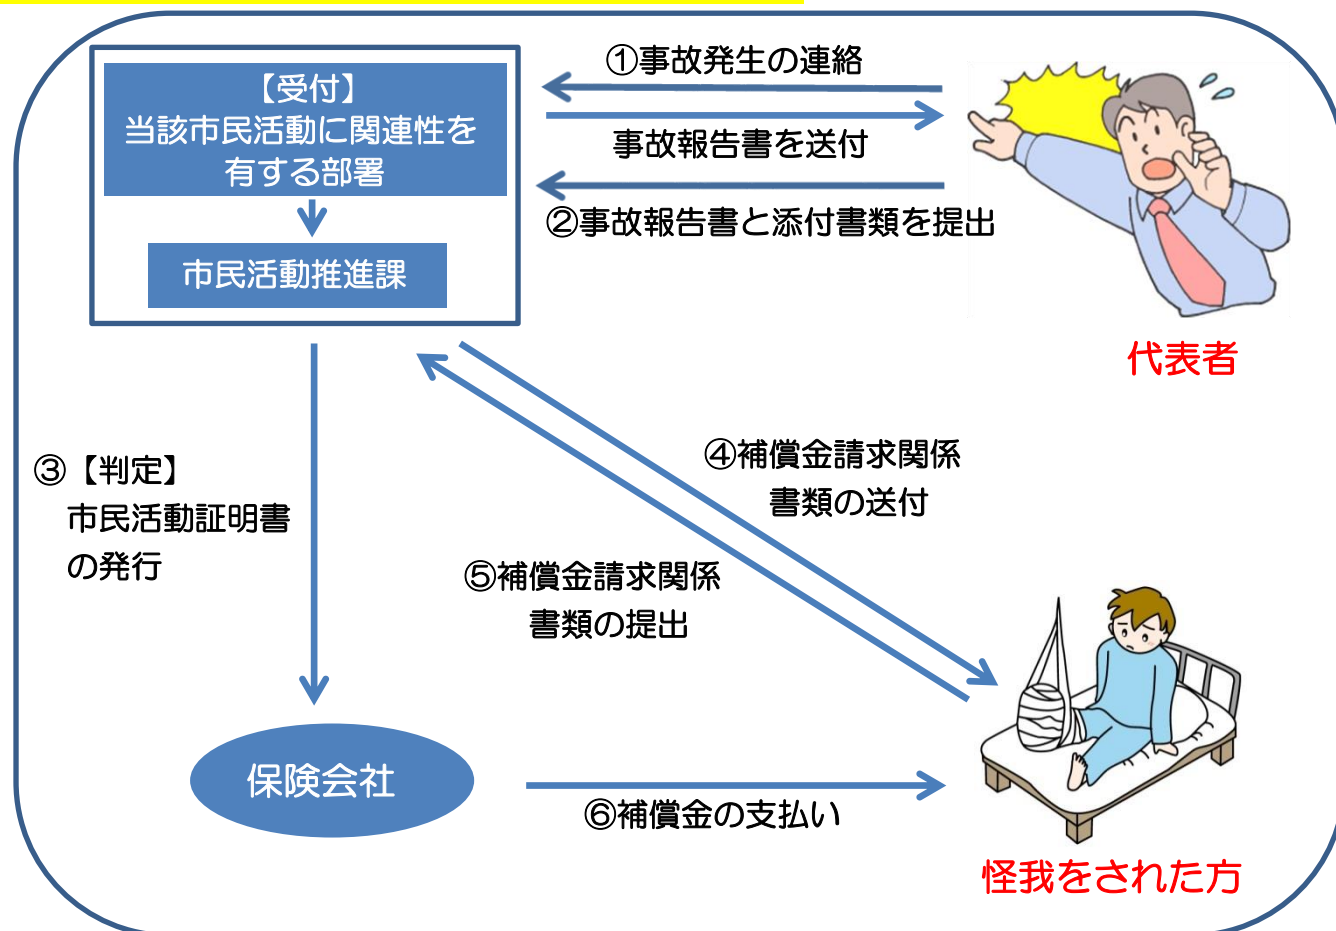 ①事故発生の連絡
【受付】
当該市民活動に関連性を
有する部署
事故報告書を送付
②事故報告書と添付書類を提出
市民活動推進課
代表者
③【判定】
市民活動証明書
の発行
④補償金請求関係
書類の送付
⑤補償金請求関係
書類の提出
保険会社
⑥補償金の支払い
怪我をされた方